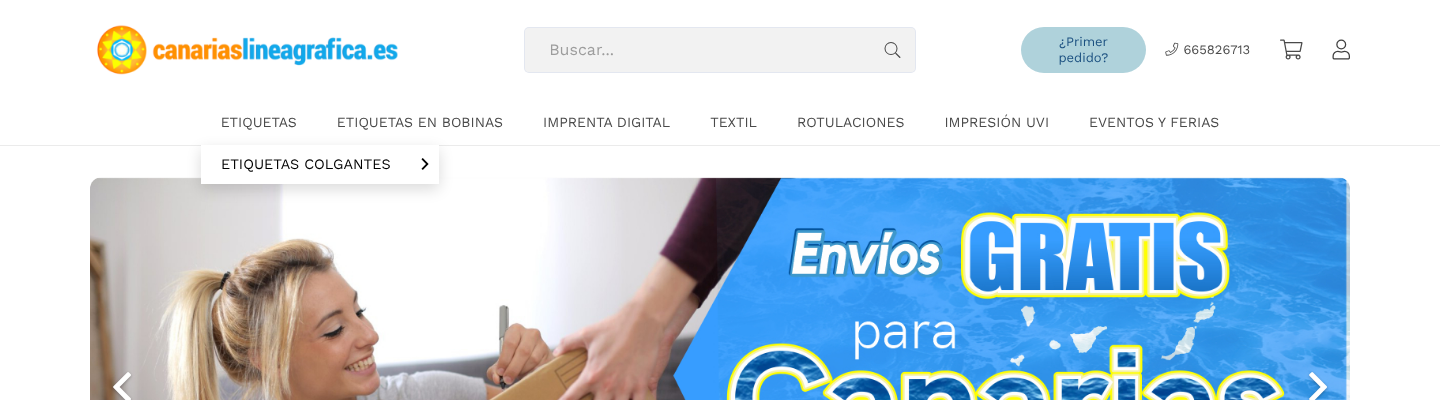 canariaslineagrafica.es
Buscar...
¿Primer
pedido?
665826713
ETIQUETAS ETIQUETAS EN BOBINAS IMPRENTA DIGITAL TEXTIL ROTULACIONES IMPRESIÓN UVI EVENTOS Y FERIAS
ETIQUETAS COLGANTES
Envíos GRATIS
para
Canarias